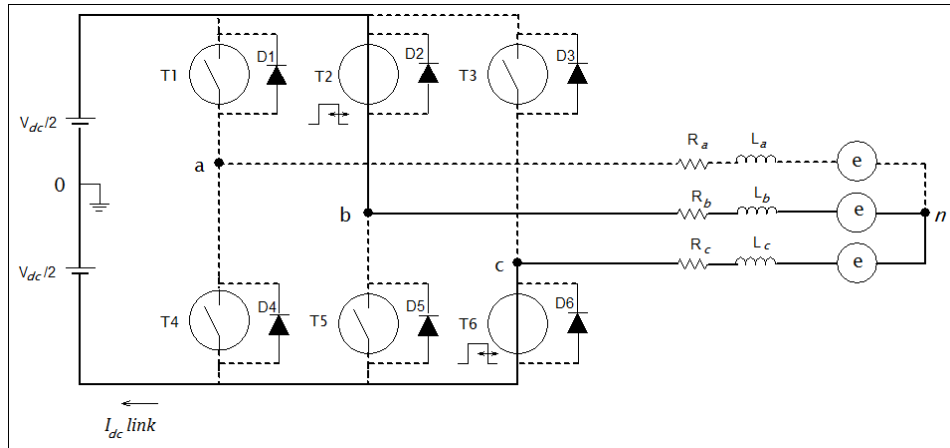 D1
D2
D3
T1
T2
T3
V_dc/2
R_a
L_a
e
a
0
R_b
L_b
e
n
b
R_c
L_c
e
c
V_dc/2
D4
D5
D6
T4
T5
T6
I_dc link